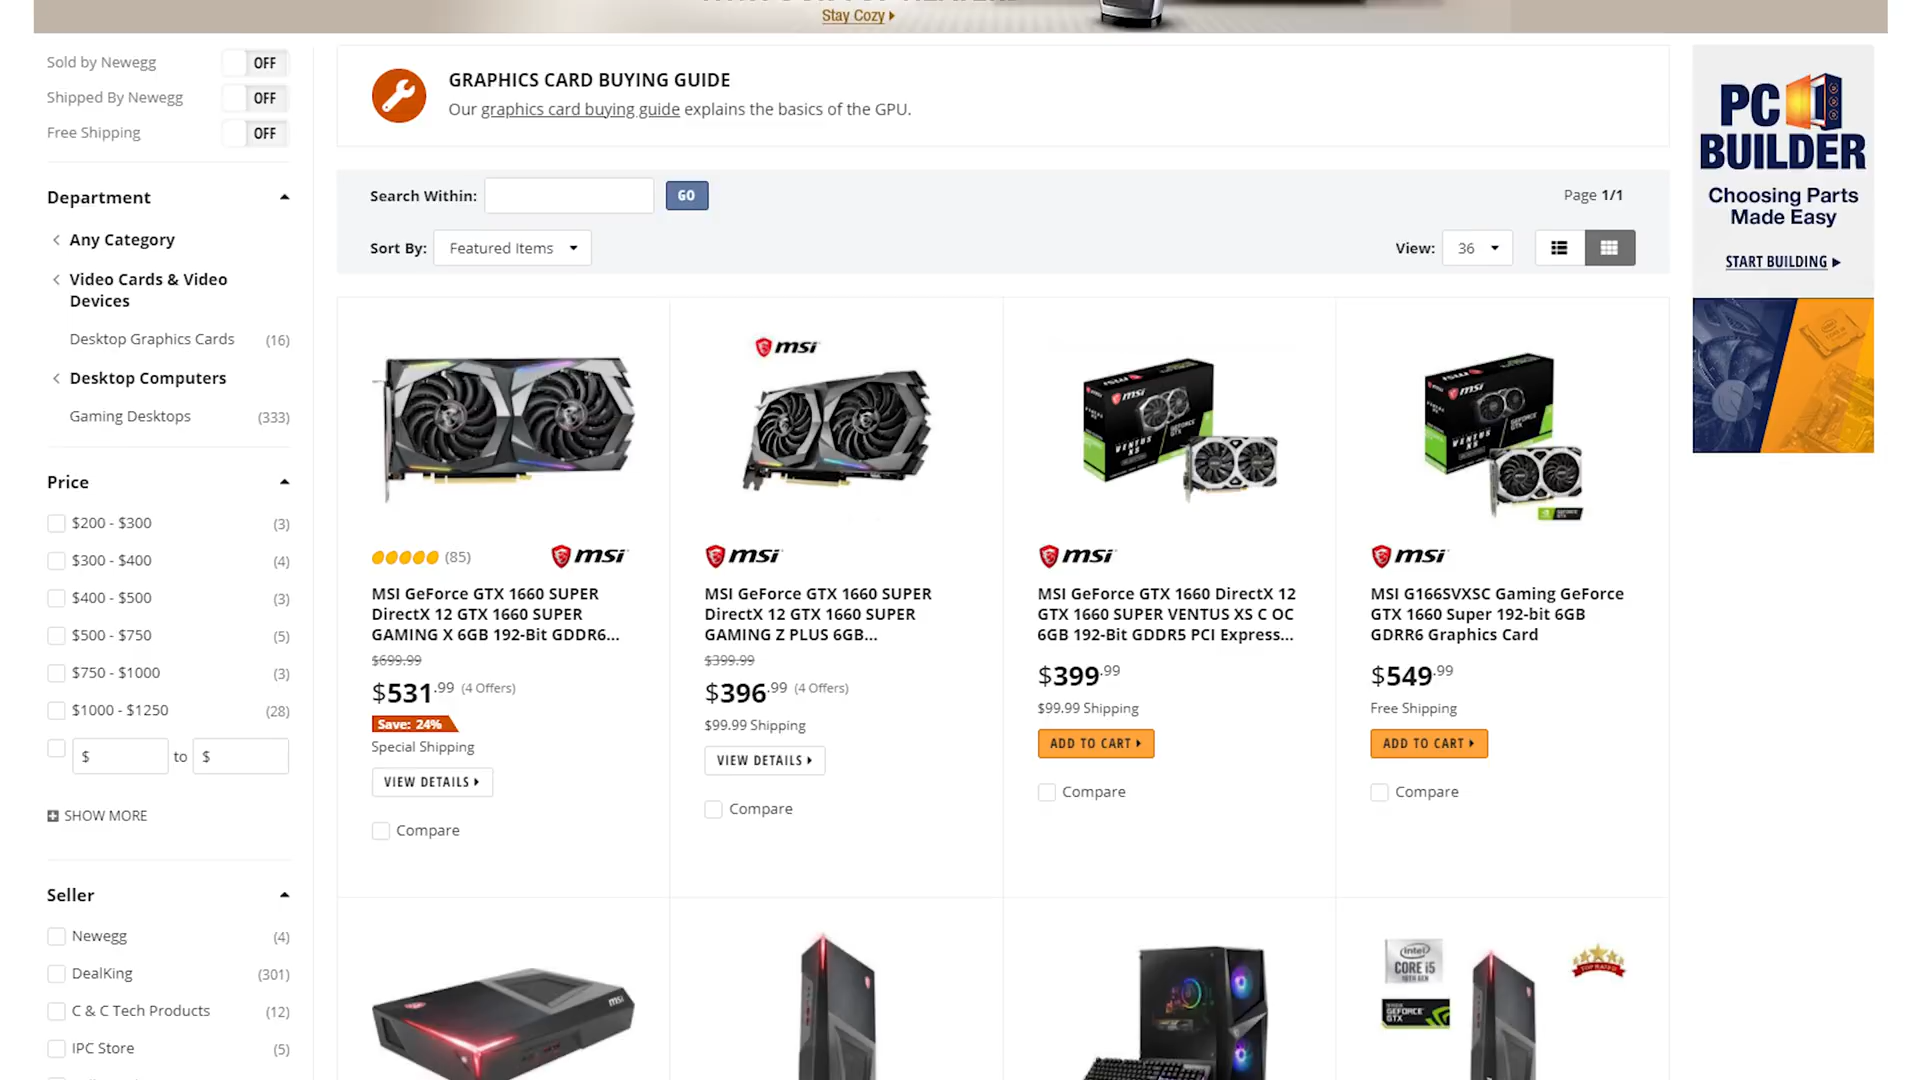 Stay Cozy
Sold by Newegg OFF
Shipped By Newegg OFF
Free Shipping OFF
Department
Any Category
Video Cards & Video
Devices
Desktop Graphics Cards (16)
Desktop Computers
Gaming Desktops (333)
Price
$200 - $300 (3)
$300 - $400 (4)
$400 - $500 (3)
$500 - $750 (5)
$750 - $1000 (3)
$1000 - $1250 (28)
$ to $
SHOW MORE
Seller
Newegg (4)
DealKing (301)
C & C Tech Products (12)
IPC Store (5)
GRAPHICS CARD BUYING GUIDE
Our graphics card buying guide explains the basics of the GPU.
Search Within: GO
Page 1/1
Sort By: Featured Items
View: 36
(85) msi
MSI GeForce GTX 1660 SUPER
DirectX 12 GTX 1660 SUPER
GAMING X 6GB 192-Bit GDDR6...
$699.99
$531.99 (4 Offers)
Save: 24%
Special Shipping
VIEW DETAILS
Compare
msi
msi
MSI GeForce GTX 1660 SUPER
DirectX 12 GTX 1660 SUPER
GAMING Z PLUS 6GB...
$399.99
$396.99 (4 Offers)
$99.99 Shipping
VIEW DETAILS
Compare
msi
VENTUS
XS
msi
MSI GeForce GTX 1660 DirectX 12
GTX 1660 SUPER VENTUS XS C OC
6GB 192-Bit GDDR5 PCI Express...
$399.99
$99.99 Shipping
ADD TO CART
Compare
msi
VENTUS
XS
msi
MSI G166SVXSC Gaming GeForce
GTX 1660 Super 192-bit 6GB
GDRR6 Graphics Card
$549.99
Free Shipping
ADD TO CART
Compare
msi
intel
CORE i5
10TH GEN
GEFORCE
GTX
TOP RATED
PC
BUILDER
Choosing Parts
Made Easy
START BUILDING